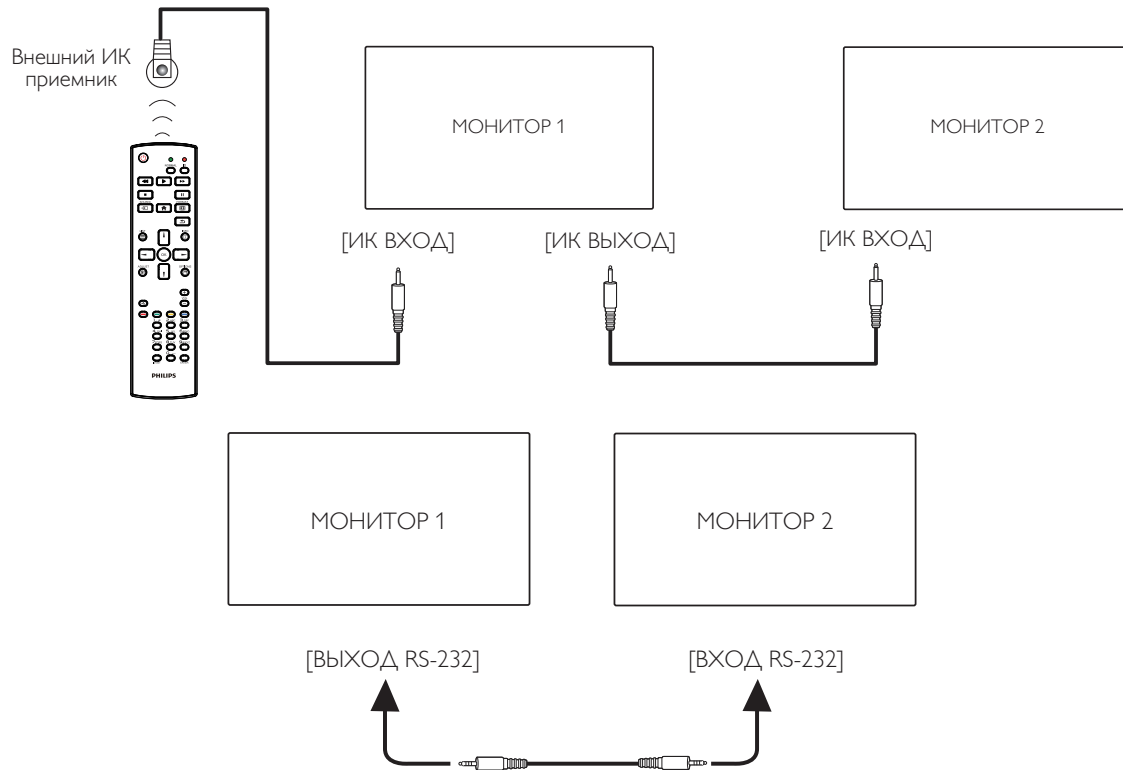 Внешний ИК
приемник
МОНИТОР 1
МОНИТОР 2
[ИК ВХОД]
[ИК ВЫХОД]
[ИК ВХОД]
PHILIPS
МОНИТОР 1
МОНИТОР 2
[ВЫХОД RS-232]
[ВХОД RS-232]